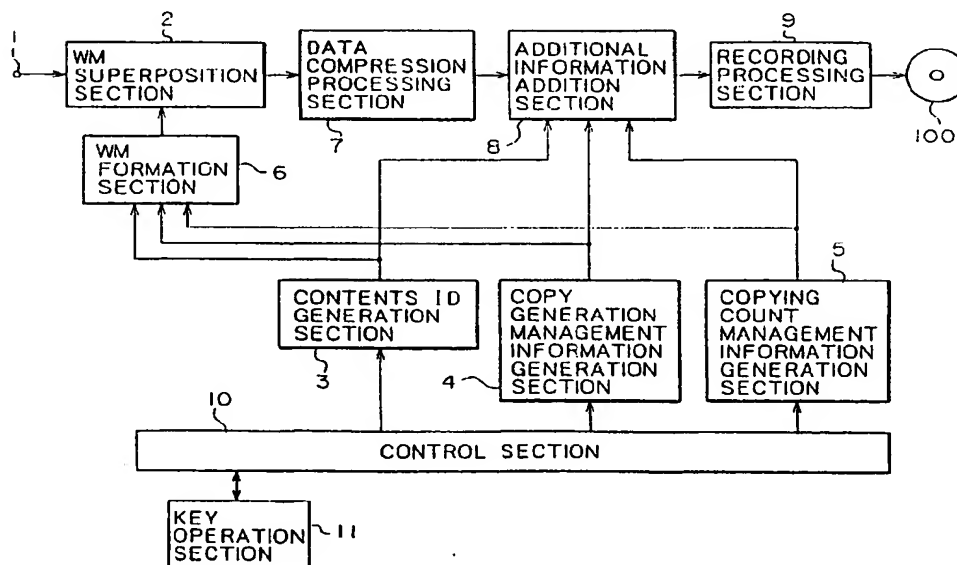 1
2
WM
SUPERPOSITION
SECTION
DATA
COMPRESSION
PROCESSING
SECTION
7
ADDITIONAL
INFORMATION
ADDITION
SECTION
8
9
RECORDING
PROCESSING
SECTION
100
WM
FORMATION
SECTION
6
CONTENTS ID
GENERATION
SECTION
3
COPY
GENERATION
MANAGEMENT
INFORMATION
GENERATION
SECTION
4
5
COPYING
COUNT
MANAGEMENT
INFORMATION
GENERATION
SECTION
10
CONTROL SECTION
KEY
OPERATION
SECTION
11